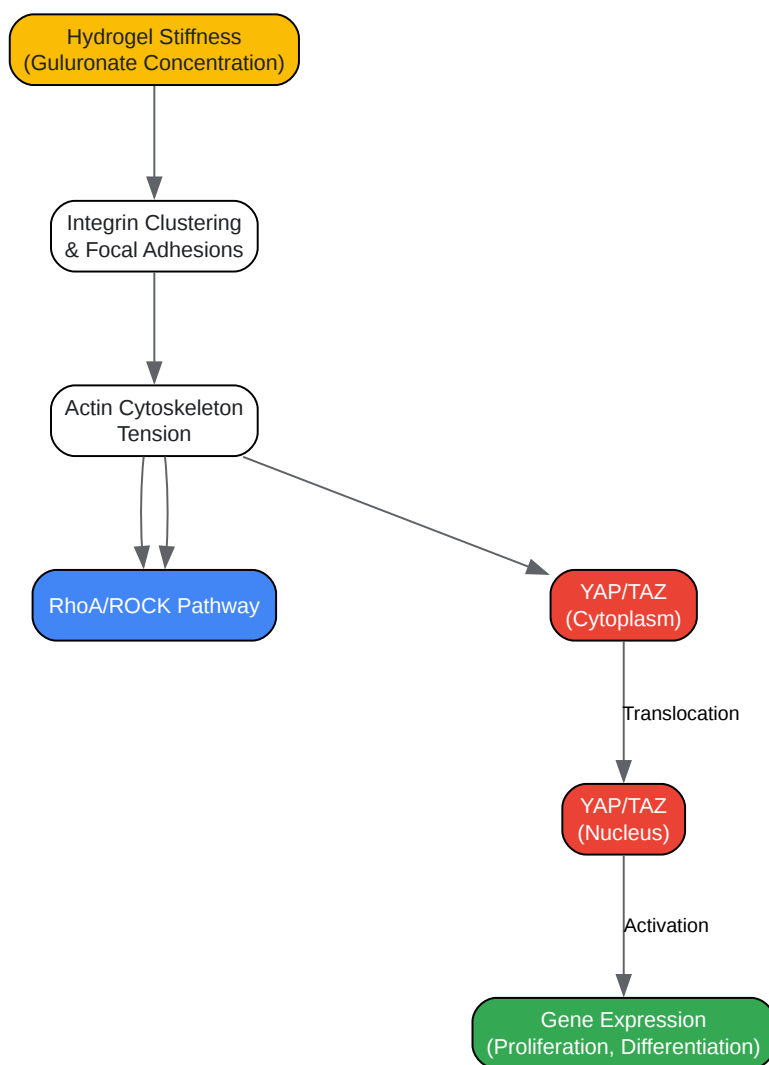 Hydrogel Stiffness
(Guluronate Concentration)
Integrin Clustering
& Focal Adhesions
Actin Cytoskeleton
Tension
RhoA/ROCK Pathway
YAP/TAZ
(Cytoplasm)
Translocation
YAP/TAZ
(Nucleus)
Activation
Gene Expression
(Proliferation, Differentiation)